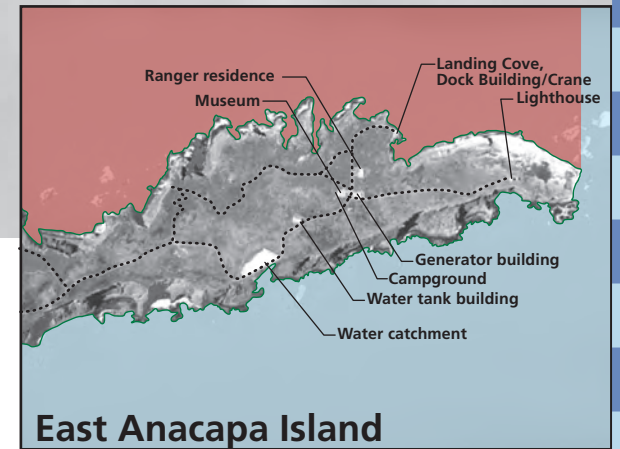 Landing Cove,
Dock Building/Crane
Ranger residence
Museum
Lighthouse
Generator building
Campground
Water tank building
Water catchment
East Anacapa Island